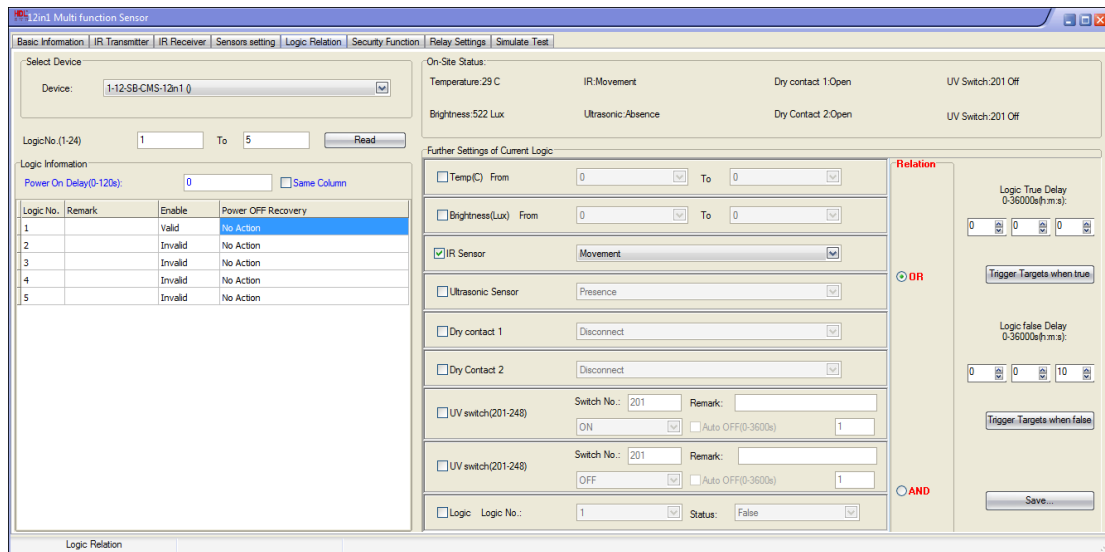 HDL 12in1 Multi function Sensor
Basic Information IR Transmitter IR Receiver Sensors setting Logic Relation Security Function Relay Settings Simulate Test
Select Device
Device: 1-12-SB-CMS-12in1 ()
LogicNo.(1-24) 1 To 5 Read
Logic Information
Power On Delay(0-120s): 0 Same Column
Logic No. Remark Enable Power OFF Recovery
1 Valid No Action
2 Invalid No Action
3 Invalid No Action
4 Invalid No Action
5 Invalid No Action
On-Site Status:
Temperature:29 C IR:Movement Dry contact 1:Open UV Switch:201 Off
Brightness:522 Lux Ultrasonic:Absence Dry Contact 2:Open UV Switch:201 Off
Further Settings of Current Logic
Temp(C) From 0 To 0
Brightness(Lux) From 0 To 0
IR Sensor Movement
Ultrasonic Sensor Presence
Dry contact 1 Disconnect
Dry Contact 2 Disconnect
UV switch(201-248) Switch No.: 201 Remark:
ON Auto OFF(0-3600s) 1
UV switch(201-248) Switch No.: 201 Remark:
OFF Auto OFF(0-3600s) 1
Logic Logic No.: 1 Status: False
Relation
OR
AND
Logic True Delay
0-36000s(h:m:s):
0 0 0
Trigger Targets when true
Logic false Delay
0-36000s(h:m:s):
0 0 10
Trigger Targets when false
Save...
Logic Relation